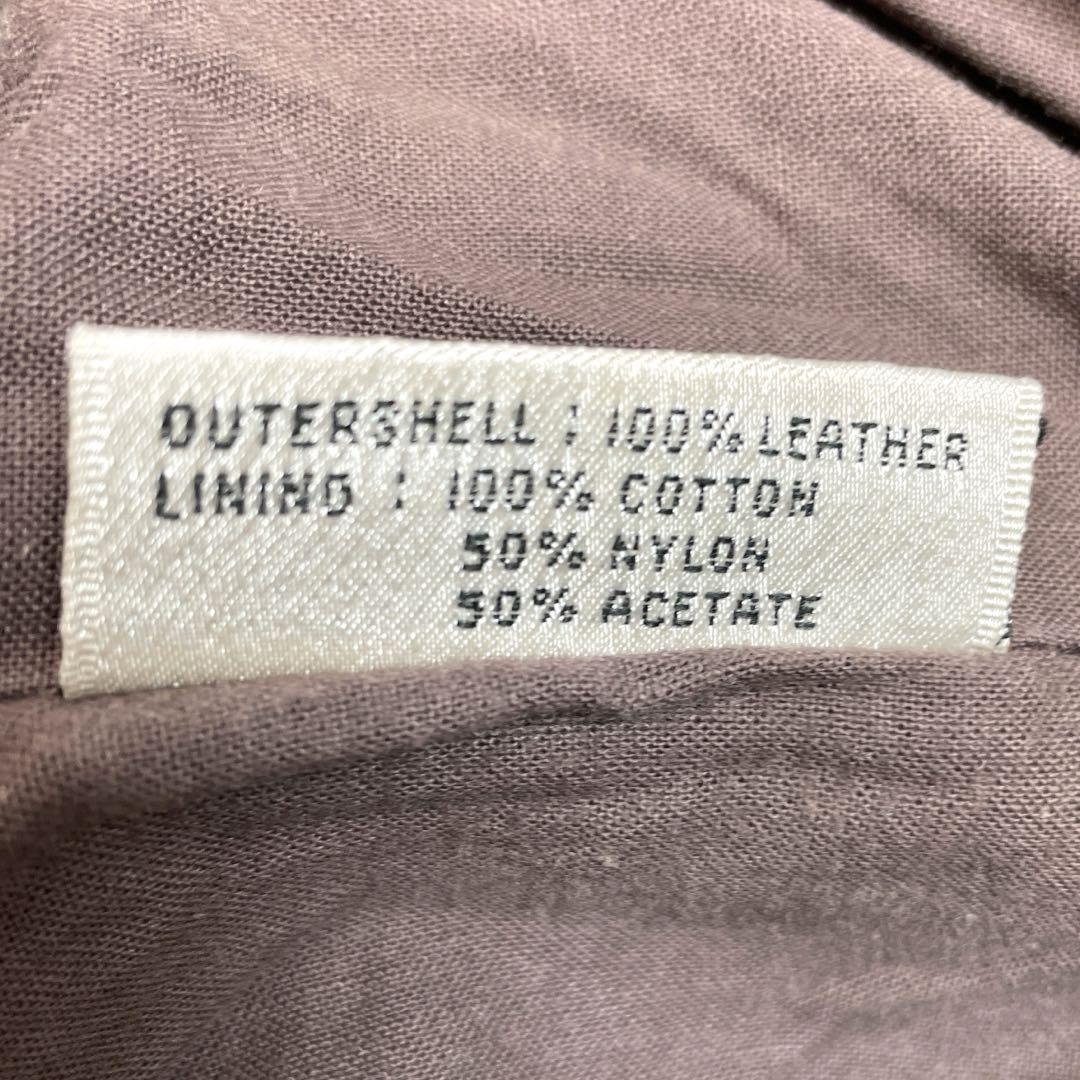 OUTERSHELL : 100% LEATHER
LINING : 100% COTTON
50% NYLON
50% ACETATE